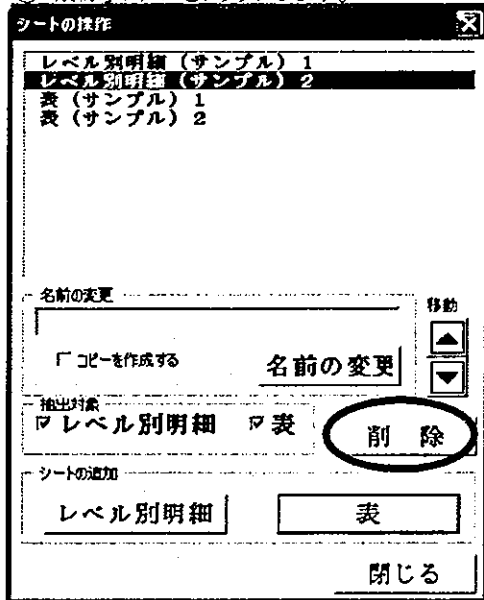 シートの操作
レベル別明細（サンプル）1
レベル別明細（サンプル）2
表（サンプル）1
表（サンプル）2
名前の変更
移動
コピーを作成する
名前の変更
抽出対象
レベル別明細 表
削 除
シートの追加
レベル別明細
表
閉じる